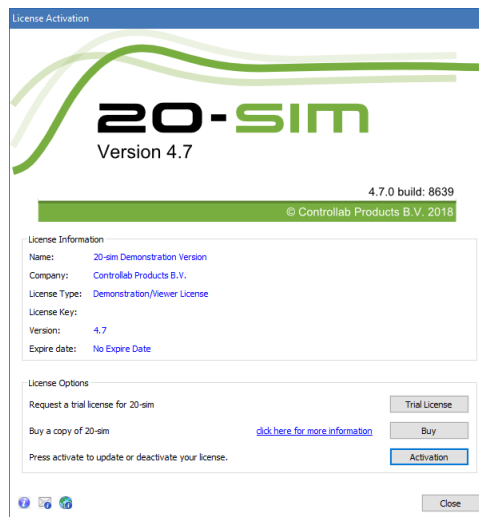 License Activation
20-sim
Version 4.7
4.7.0 build: 8639
© Controllab Products B.V. 2018
License Information
Name: 20-sim Demonstration Version
Company: Controllab Products B.V.
License Type: Demonstration/Viewer License
License Key:
Version: 4.7
Expire date: No Expire Date
License Options
Request a trial license for 20-sim Trial License
Buy a copy of 20-sim click here for more information Buy
Press activate to update or deactivate your license. Activation
Close